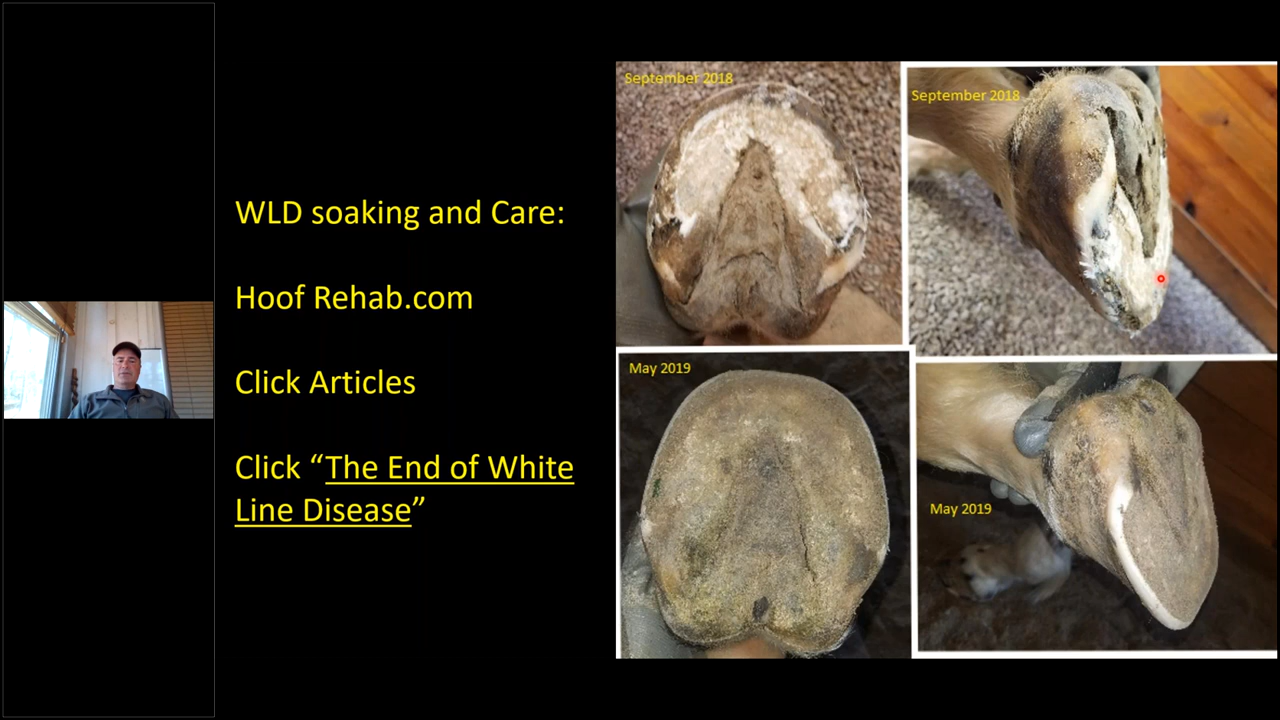 WLD soaking and Care:
Hoof Rehab.com
Click Articles
Click “The End of White
Line Disease”
September 2018
September 2018
May 2019
May 2019